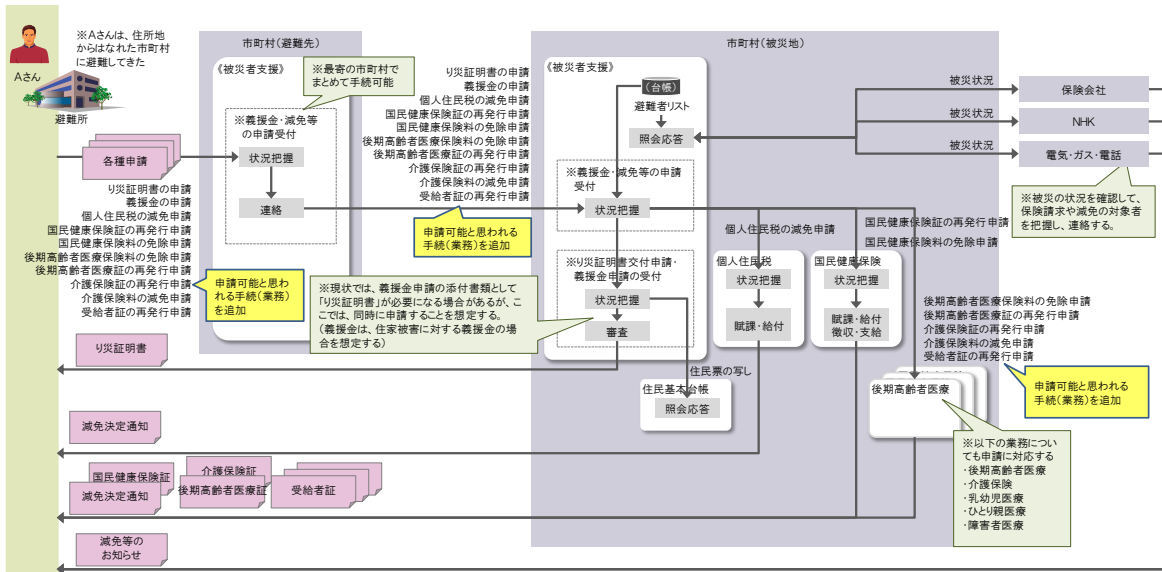 Aさん
※Aさんは、住所地
からはなれた市町村
に避難してきた
避難所
各種申請
り災証明書の申請
義援金の申請
個人住民税の減免申請
国民健康保険証の再発行申請
国民健康保険料の免除申請
後期高齢者医療保険料の免除申請
後期高齢者医療証の再発行申請
介護保険証の再発行申請
介護保険料の減免申請
受給者証の再発行申請
申請可能と思わ
れる手続(業務)
を追加
市町村(避難先)
《被災者支援》
※最寄の市町村で
まとめて手続可能
※義援金・減免等
の申請受付
状況把握
連絡
り災証明書の申請
義援金の申請
個人住民税の減免申請
国民健康保険証の再発行申請
国民健康保険料の免除申請
後期高齢者医療保険料の免除申請
後期高齢者医療証の再発行申請
介護保険証の再発行申請
介護保険料の減免申請
受給者証の再発行申請
申請可能と思われる
手続(業務)を追加
※現状では、義援金申請の添付書類として
「り災証明書」が必要になる場合があるが、こ
こでは、同時に申請することを想定する。
(義援金は、住家被害に対する義援金の場
合を想定する)
市町村(被災地)
《被災者支援》
(台帳)
避難者リスト
照会応答
※義援金・減免等の申請
受付
状況把握
※り災証明書交付申請・
義援金申請の受付
状況把握
審査
住民票の写し
住民基本台帳
照会応答
個人住民税の減免申請
個人住民税
状況把握
賦課・給付
国民健康保険証の再発行申請
国民健康保険料の免除申請
国民健康保険
状況把握
賦課・給付
徴収・支給
後期高齢者医療保険料の免除申請
後期高齢者医療証の再発行申請
介護保険証の再発行申請
介護保険料の減免申請
受給者証の再発行申請
申請可能と思われる
手続(業務)を追加
後期高齢者医療
※以下の業務につい
ても申請に対応する
・後期高齢者医療
・介護保険
・乳幼児医療
・ひとり親医療
・障害者医療
被災状況
保険会社
被災状況
NHK
被災状況
電気・ガス・電話
※被災の状況を確認して、
保険請求や減免の対象者
を把握し、連絡する。
り災証明書
減免決定通知
国民健康保険証
介護保険証
減免決定通知
後期高齢者医療証
受給者証
減免等の
お知らせ